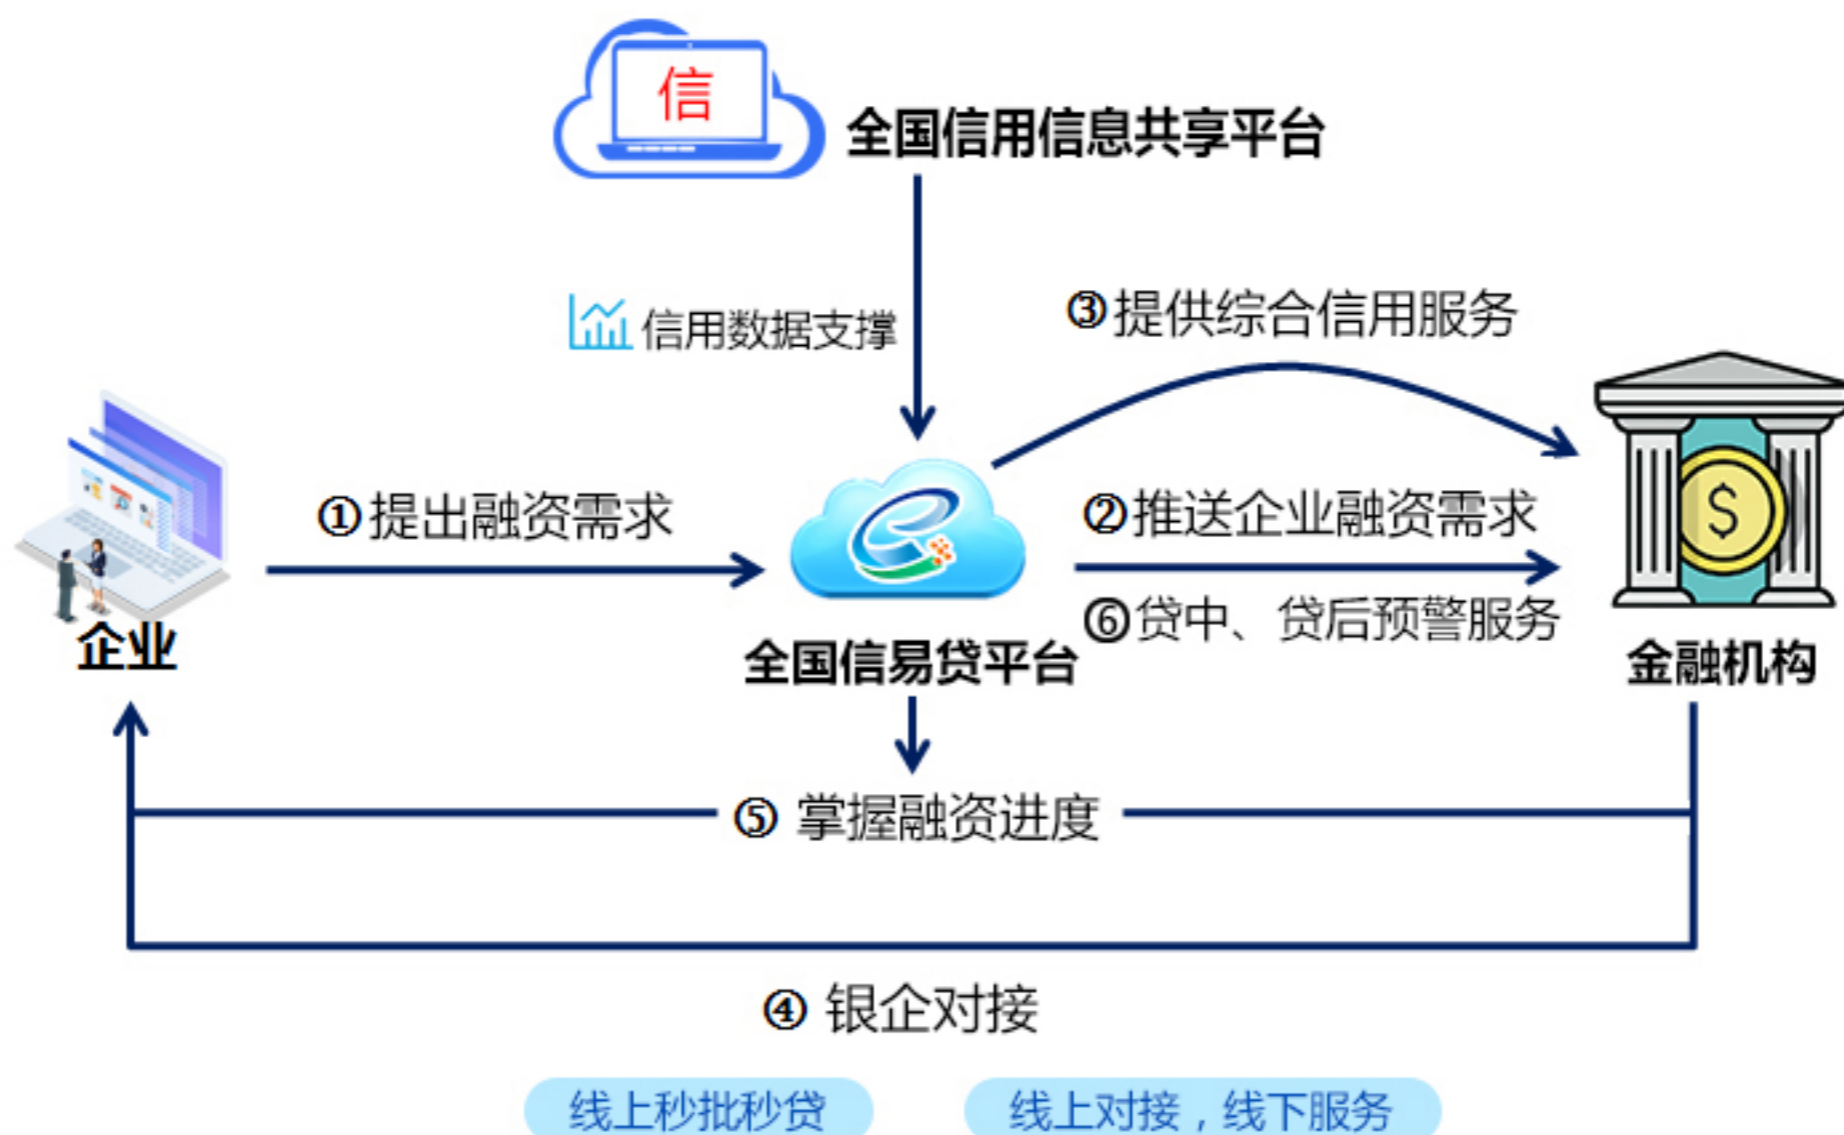 信
全国信用信息共享平台
信用数据支撑
③提供综合信用服务
①提出融资需求
②推送企业融资需求
⑥贷中、贷后预警服务
企业
全国信易贷平台
金融机构
⑤ 掌握融资进度
④ 银企对接
线上秒批秒贷
线上对接，线下服务